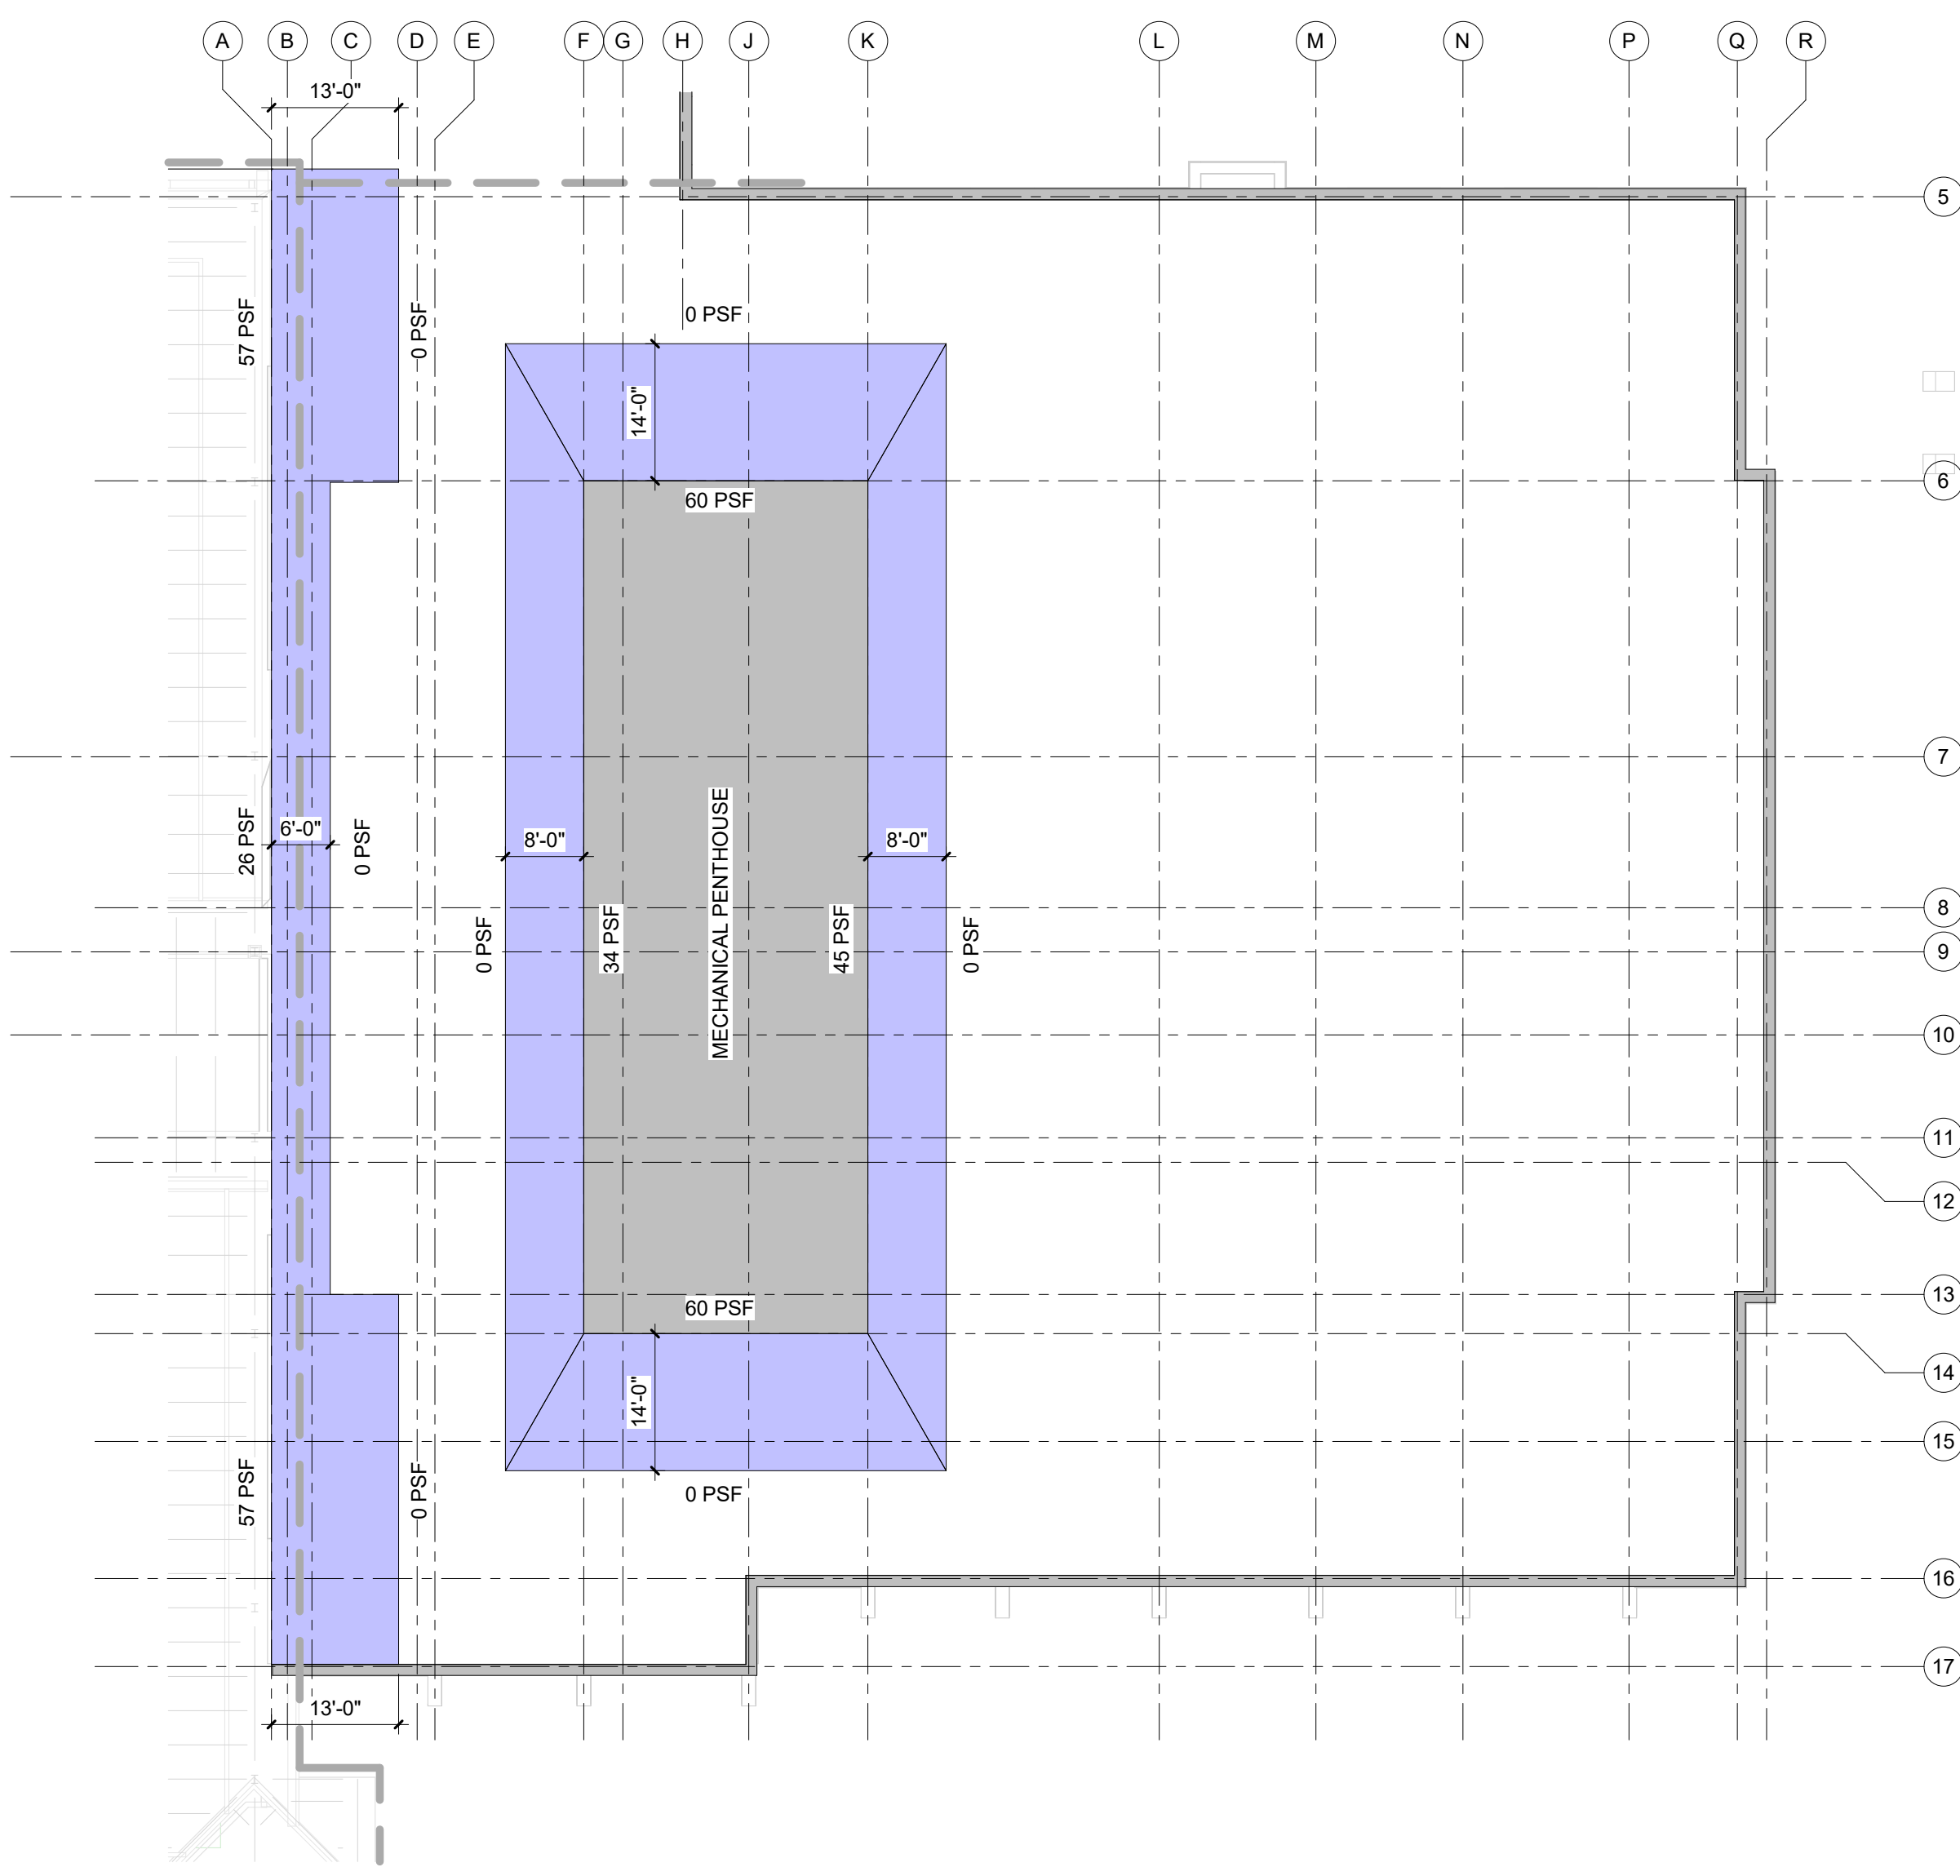 A B C D E F G H J K L M N P Q R
13'-0"
5
57 PSF
0 PSF
0 PSF
14'-0"
6
60 PSF
7
26 PSF
6'-0"
0 PSF
8'-0"
8'-0"
MECHANICAL PENTHOUSE
8
0 PSF
34 PSF
45 PSF
0 PSF
9
10
11
12
13
60 PSF
14
14'-0"
15
57 PSF
0 PSF
0 PSF
16
17
13'-0"